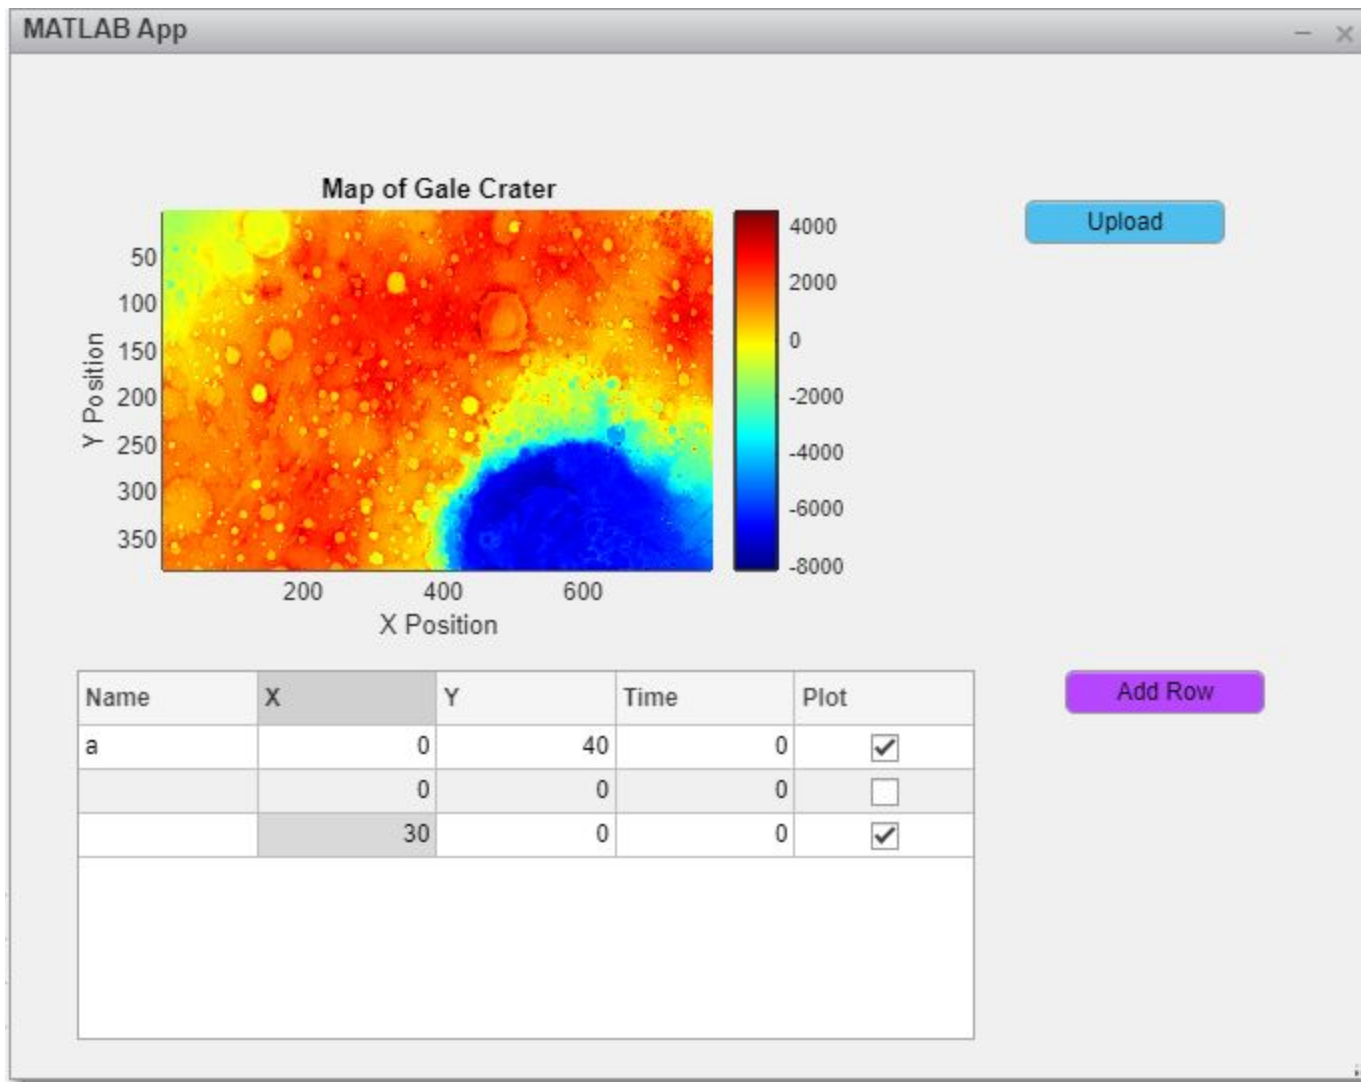 MATLAB App
Map of Gale Crater
Upload
4000
2000
0
-2000
-4000
-6000
-8000
Y Position
50
100
150
200
250
300
350
200 400 600
X Position
Add Row
Name X Y Time Plot
a 0 40 0
0 0 0
30 0 0